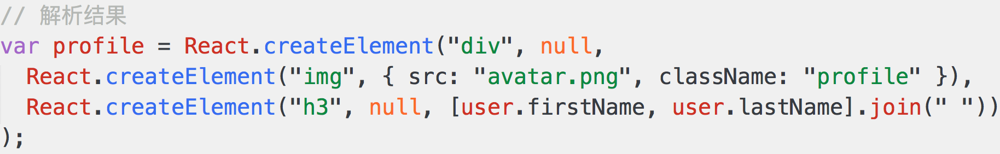 // 解析结果
var profile = React.createElement("div", null,
  React.createElement("img", { src: "avatar.png", className: "profile" }),
  React.createElement("h3", null, [user.firstName, user.lastName].join(" "))
);